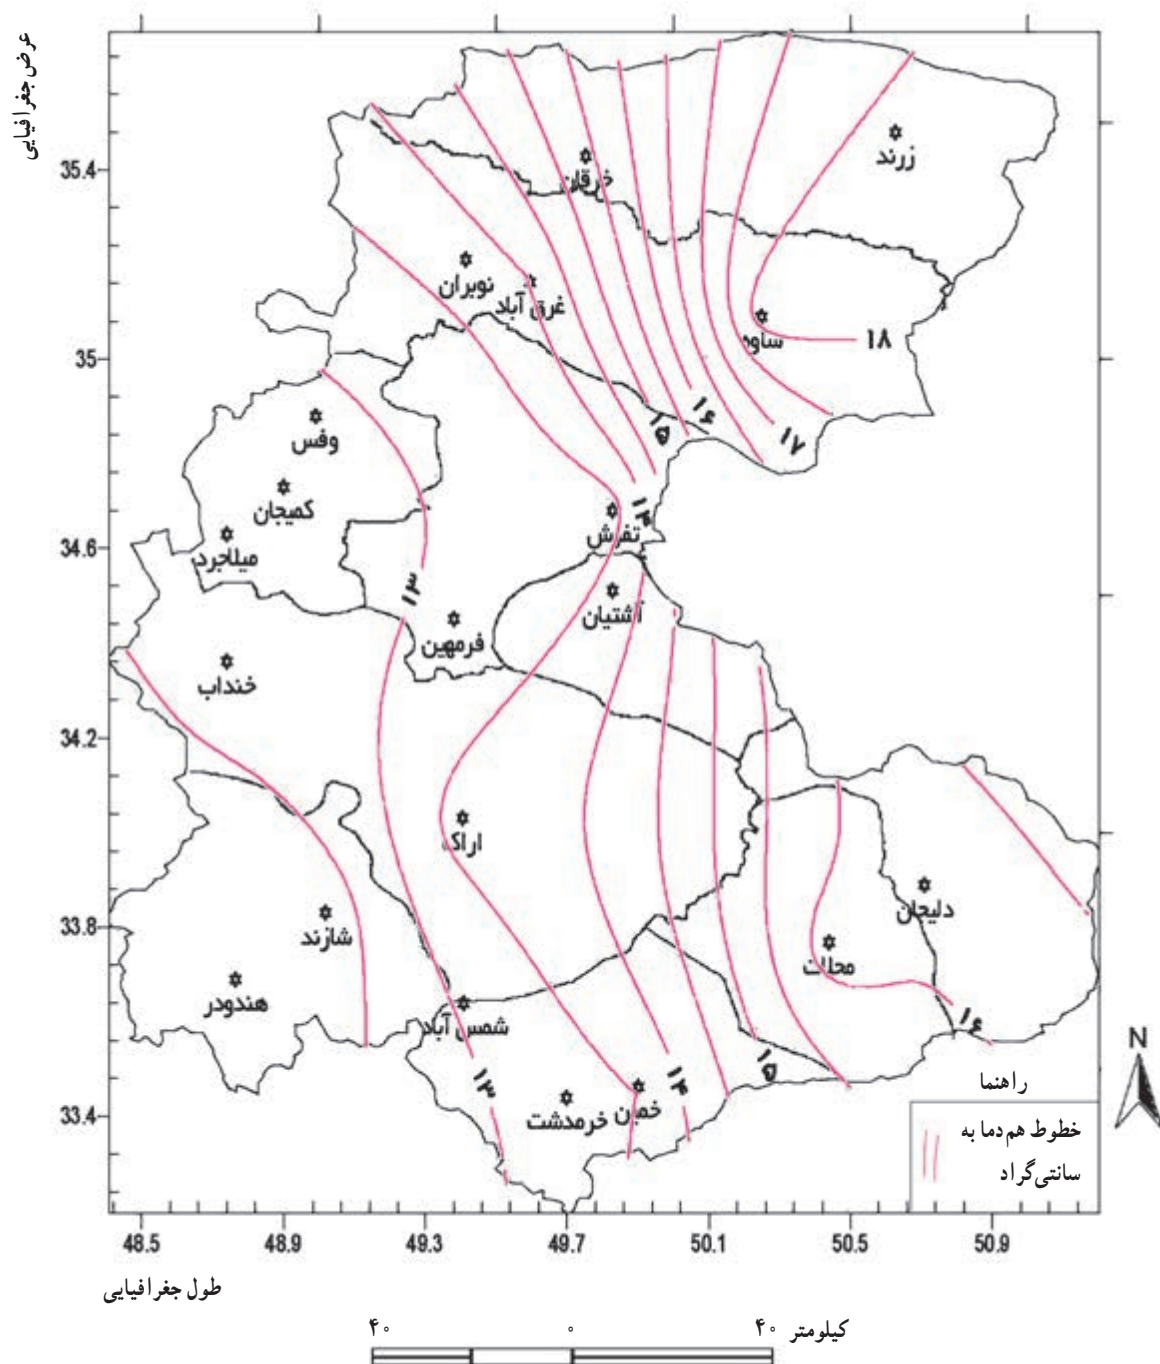 عرض جغرافیایی
35.4
35
34.6
34.2
33.8
33.4
زرند
خرقان
نوبران
غرق آباد
ساوه
۱۸
۱۶
۱۵
۱۷
وفس
کمیجان
میلاجرد
۱۴
تفرش
۱۳
آشتیان
فرمهین
خنداب
اراک
دلیجان
شازند
محلات
هندودر
شمس آباد
۱۶
۱۵
۱۳
۱۴
خمین
خرمدشت
N
راهنما
خطوط هم‌دما به
سانتی‌گراد
48.5 48.9 49.3 49.7 50.1 50.5 50.9
طول جغرافیایی
۴۰ ۰ ۴۰ کیلومتر